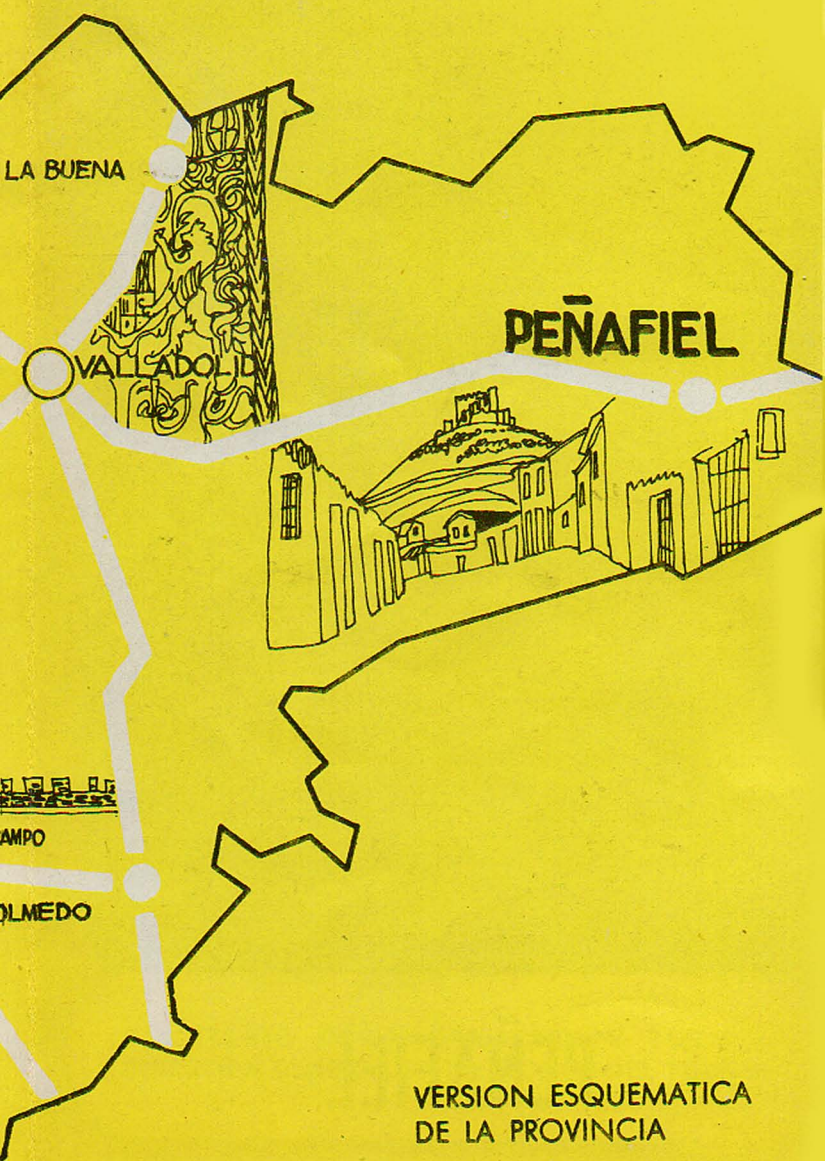 LA BUENA
PEÑAFIEL
VALLADOLID
AMPO
OLMEDO
VERSION ESQUEMATICA
DE LA PROVINCIA